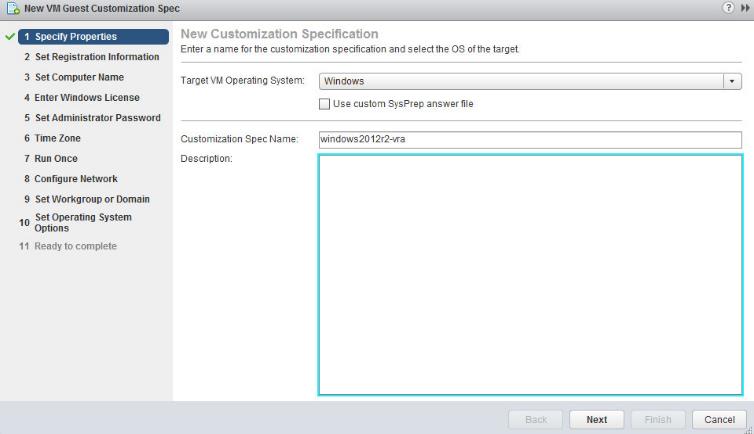 New VM Guest Customization Spec
?
1 Specify Properties
2 Set Registration Information
3 Set Computer Name
4 Enter Windows License
5 Set Administrator Password
6 Time Zone
7 Run Once
8 Configure Network
9 Set Workgroup or Domain
10 Set Operating System
Options
11 Ready to complete
New Customization Specification
Enter a name for the customization specification and select the OS of the target.
Target VM Operating System: Windows
Use custom SysPrep answer file
Customization Spec Name: windows2012r2-vra
Description:
Back Next Finish Cancel